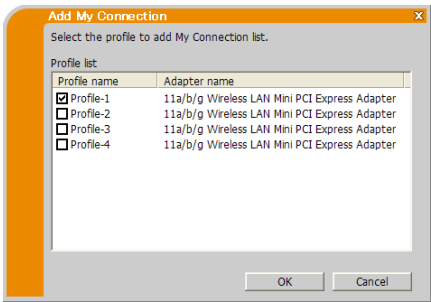 Add My Connection
Select the profile to add My Connection list.
Profile list
Profile name Adapter name
Profile-1 11a/b/g Wireless LAN Mini PCI Express Adapter
Profile-2 11a/b/g Wireless LAN Mini PCI Express Adapter
Profile-3 11a/b/g Wireless LAN Mini PCI Express Adapter
Profile-4 11a/b/g Wireless LAN Mini PCI Express Adapter
OK Cancel